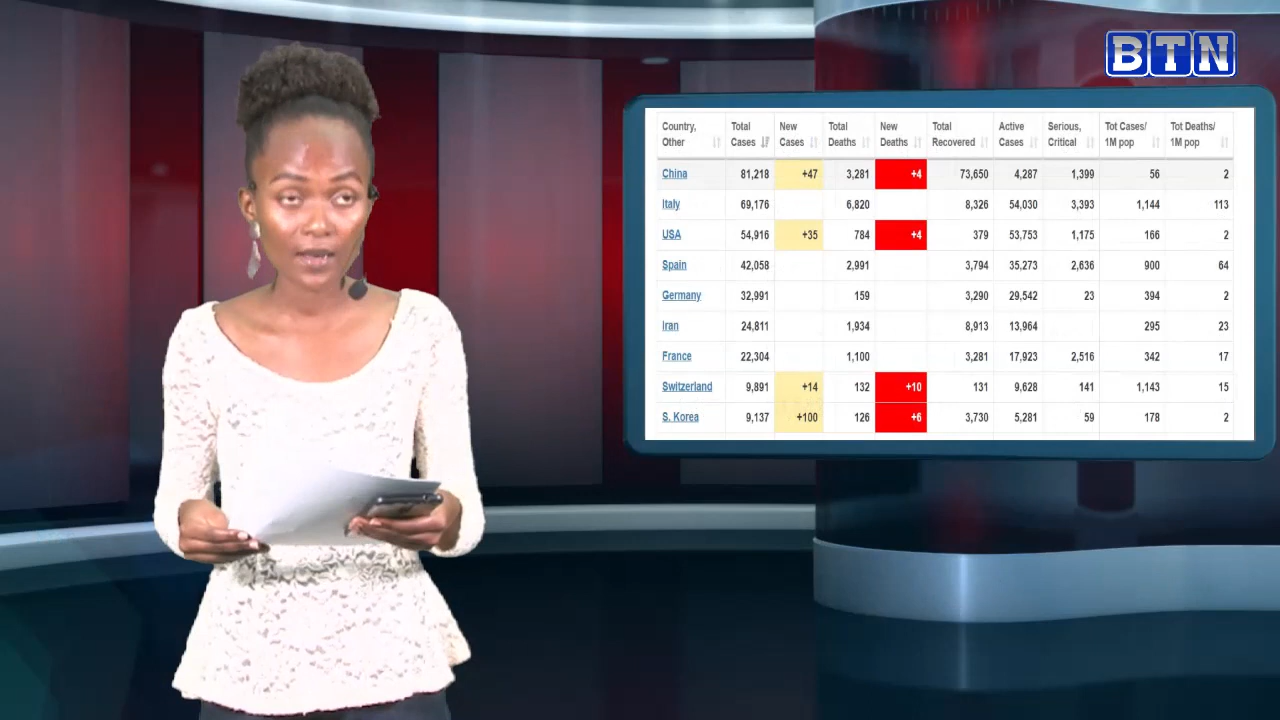 BTN
Country, Other Total Cases New Cases Total Deaths New Deaths Total Recovered Active Cases Serious, Critical Tot Cases/ 1M pop Tot Deaths/ 1M pop
China 81,218 +47 3,281 +4 73,650 4,287 1,399 56 2
Italy 69,176 6,820 8,326 54,030 3,393 1,144 113
USA 54,916 +35 784 +4 379 53,753 1,175 166 2
Spain 42,058 2,991 3,794 35,273 2,636 900 64
Germany 32,991 159 3,290 29,542 23 394 2
Iran 24,811 1,934 8,913 13,964 295 23
France 22,304 1,100 3,281 17,923 2,516 342 17
Switzerland 9,891 +14 132 +10 131 9,628 141 1,143 15
S. Korea 9,137 +100 126 +6 3,730 5,281 59 178 2